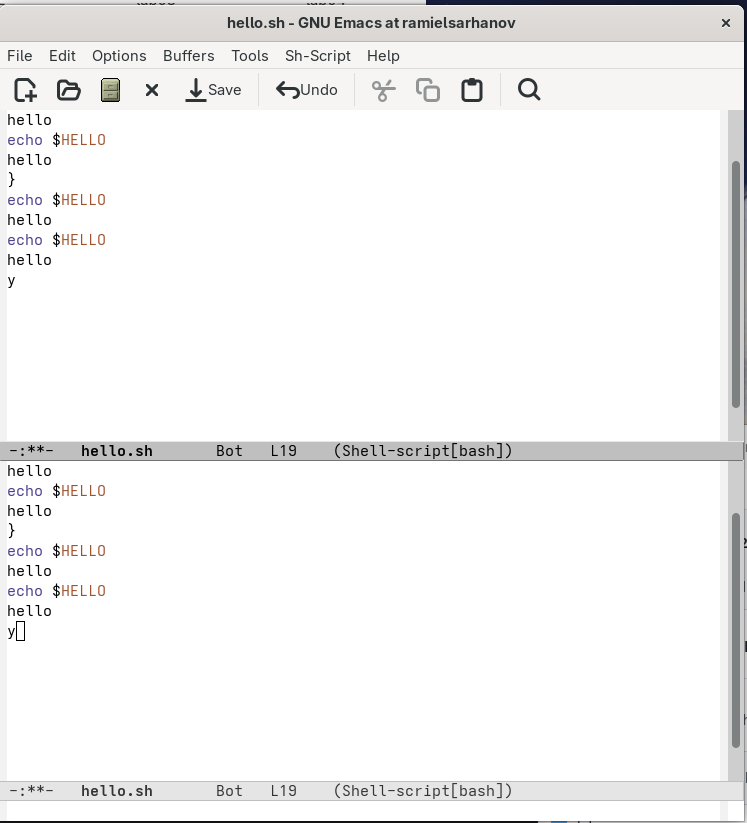 hello.sh - GNU Emacs at ramielsarhanov
File Edit Options Buffers Tools Sh-Script Help
Save Undo
hello
echo $HELLO
hello
}
echo $HELLO
hello
echo $HELLO
hello
y
-:**- hello.sh Bot L19 (Shell-script[bash])
hello
echo $HELLO
hello
}
echo $HELLO
hello
echo $HELLO
hello
y
-:**- hello.sh Bot L19 (Shell-script[bash])